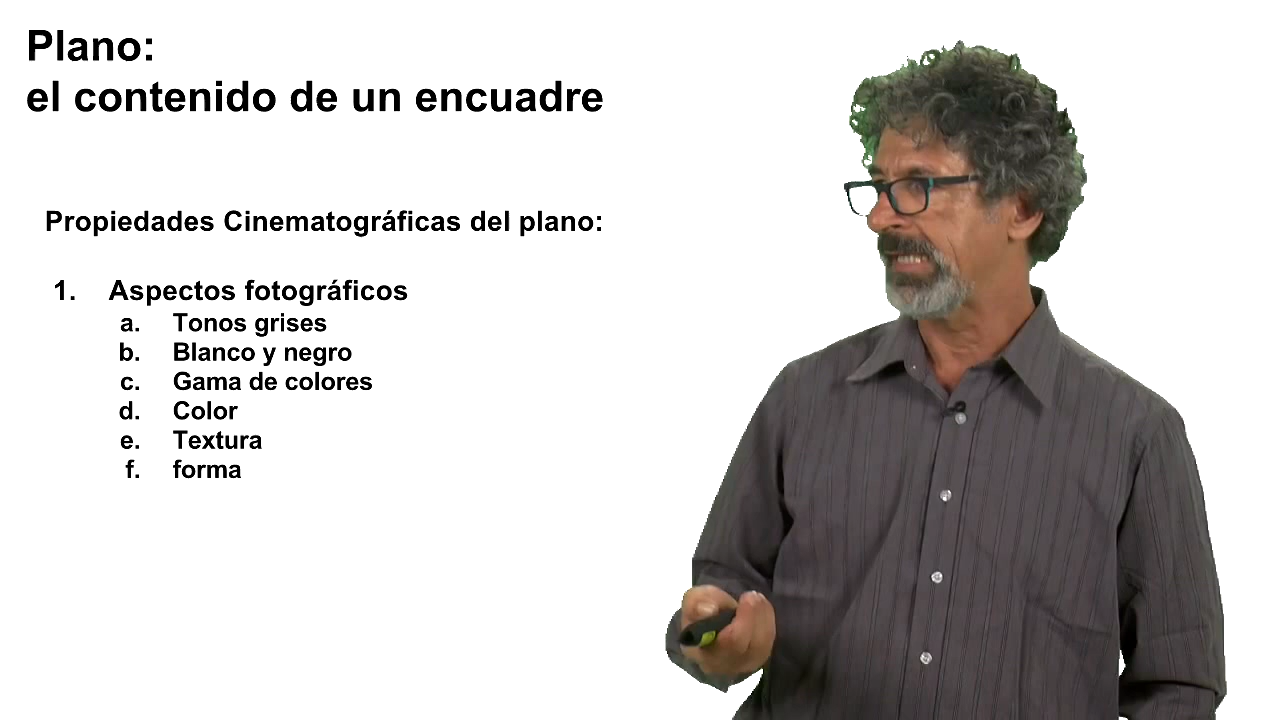 Plano:
el contenido de un encuadre
Propiedades Cinematográficas del plano:
1. Aspectos fotográficos
a. Tonos grises
b. Blanco y negro
c. Gama de colores
d. Color
e. Textura
f. forma